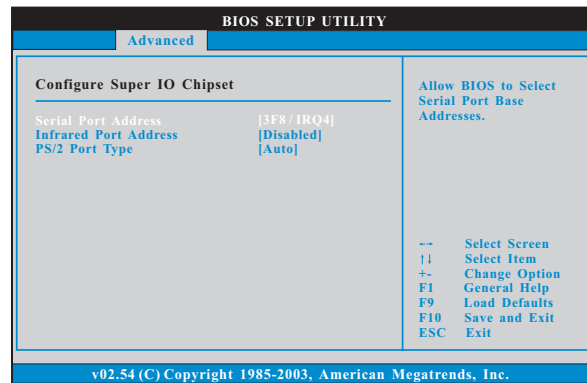 BIOS SETUP UTILITY
Advanced
Configure Super IO Chipset
Serial Port Address [3F8 / IRQ4]
Infrared Port Address [Disabled]
PS/2 Port Type [Auto]
Allow BIOS to Select
Serial Port Base
Addresses.
←→ Select Screen
↑↓ Select Item
+- Change Option
F1 General Help
F9 Load Defaults
F10 Save and Exit
ESC Exit
v02.54 (C) Copyright 1985-2003, American Megatrends, Inc.